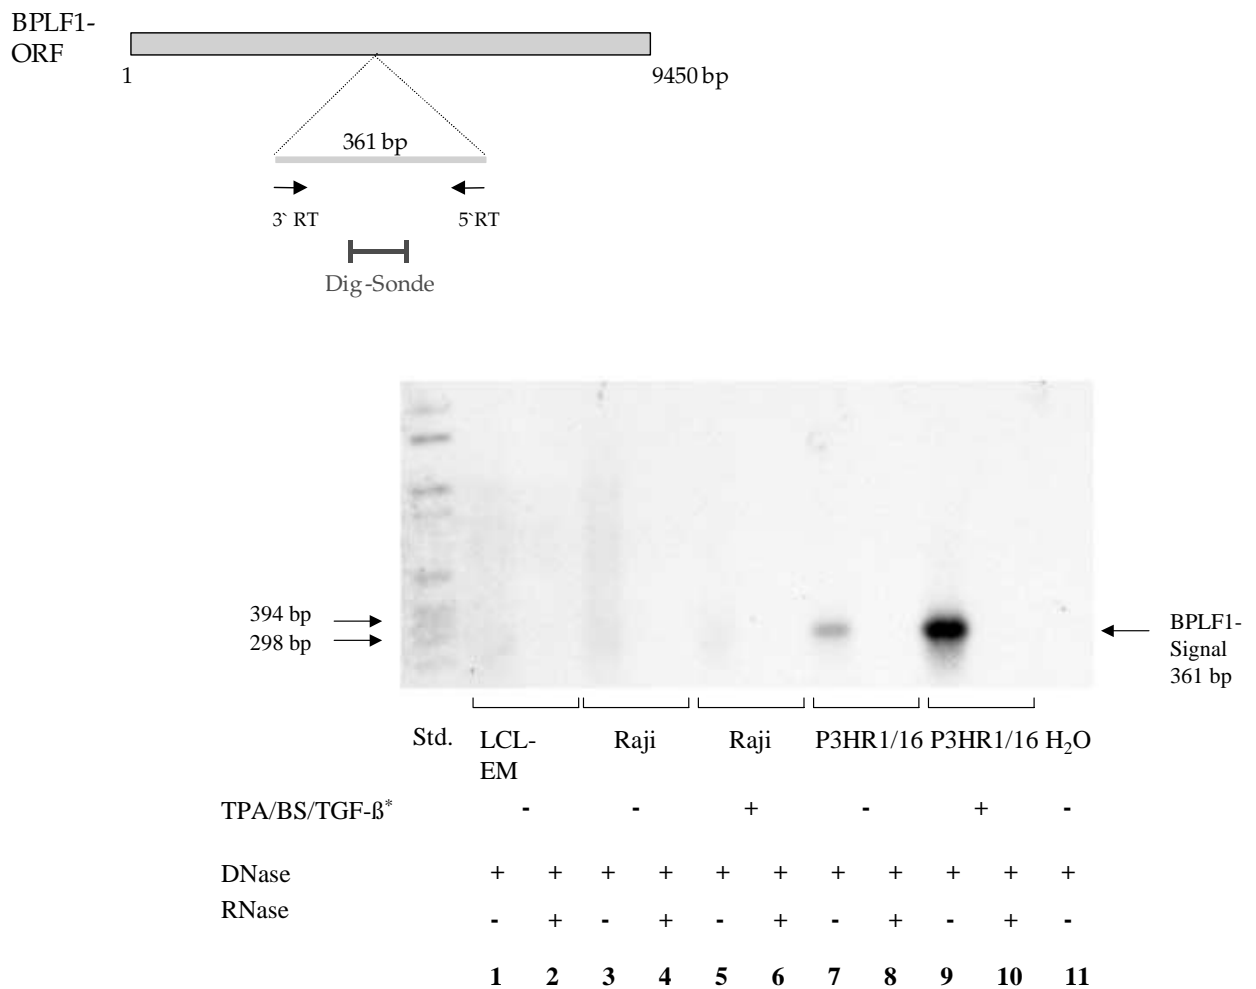 BPLF1-
ORF
1
9450 bp
361 bp
3` RT
5`RT
Dig-Sonde
394 bp
298 bp
BPLF1-
Signal
361 bp
Std. LCL- Raji Raji P3HR1/16 P3HR1/16 H₂O
EM
TPA/BS/TGF-ß* - - + - + -
DNase + + + + + + + + + + +
RNase - + - + - + - + - + -
1 2 3 4 5 6 7 8 9 10 11